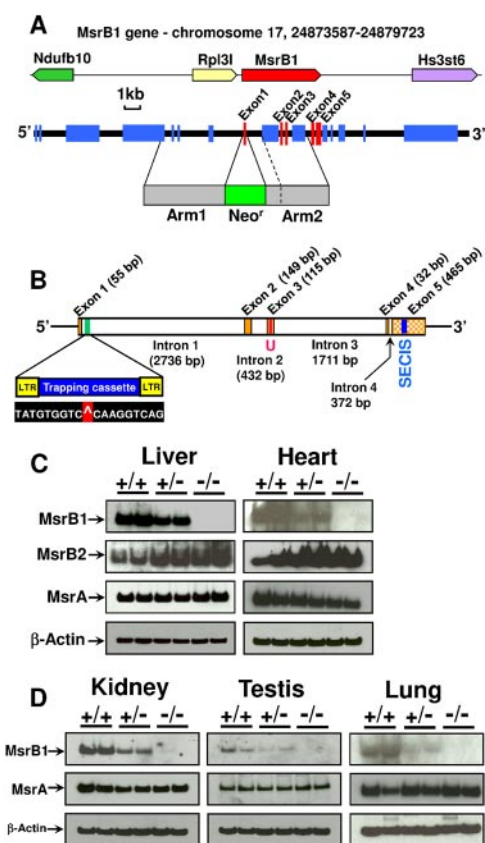 A
MsrB1 gene - chromosome 17, 24873587-24879723
Ndufb10 Rpl3l MsrB1 Hs3st6
1kb
Exon1 Exon2 Exon3 Exon4 Exon5
5' 3'
Arm1 Neoʳ Arm2
B
Exon 1 (55 bp) Exon 2 (149 bp) Exon 3 (115 bp) Exon 4 (32 bp) Exon 5 (465 bp)
5' 3'
Intron 1 (2736 bp)
U
Intron 2 (432 bp)
Intron 3 1711 bp
Intron 4 372 bp
SECIS
LTR Trapping cassette LTR
TATGTGGTC^CAAGGTCAG
C
Liver Heart
+/+ +/- -/- +/+ +/- -/-
MsrB1
MsrB2
MsrA
β-Actin
D
Kidney Testis Lung
+/+ +/- -/- +/+ +/- -/- +/+ +/- -/-
MsrB1
MsrA
β-Actin